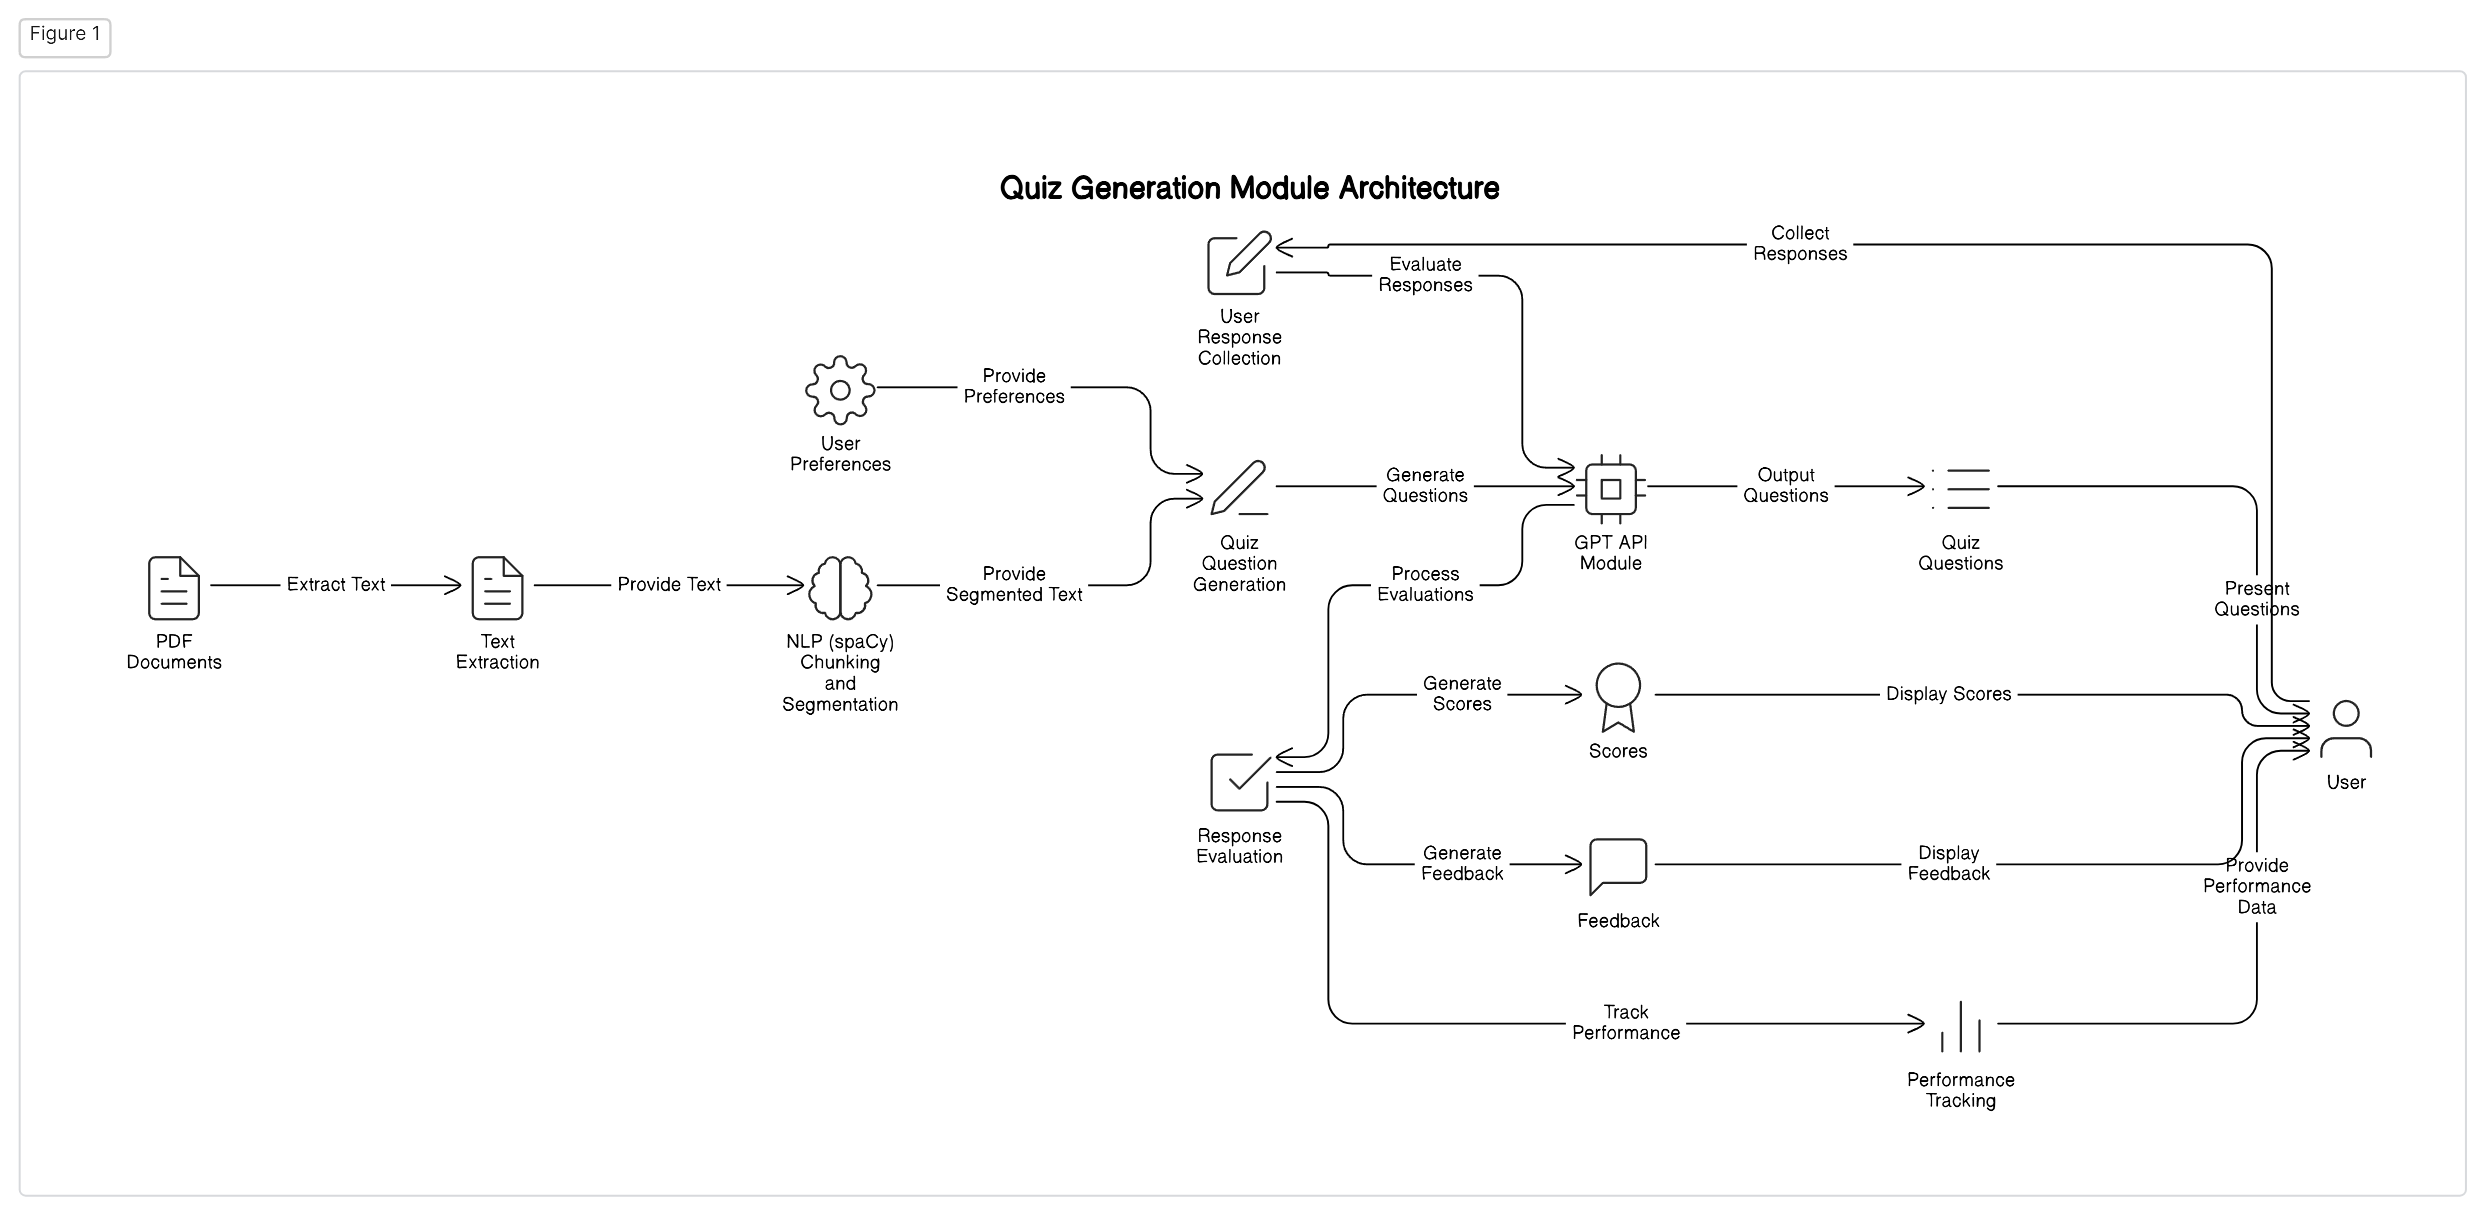 Figure 1
Quiz Generation Module Architecture
Collect
Responses
Evaluate
Responses
User
Response
Collection
Provide
Preferences
User
Preferences
Generate
Questions
Output
Questions
Quiz
Question
Generation
GPT API
Module
Quiz
Questions
Extract Text
Provide Text
Provide
Segmented Text
Process
Evaluations
Present
Questions
PDF
Documents
Text
Extraction
NLP (spaCy)
Chunking
and
Segmentation
Generate
Scores
Display Scores
Scores
User
Response
Evaluation
Generate
Feedback
Display
Feedback
Provide
Performance
Data
Feedback
Track
Performance
Performance
Tracking